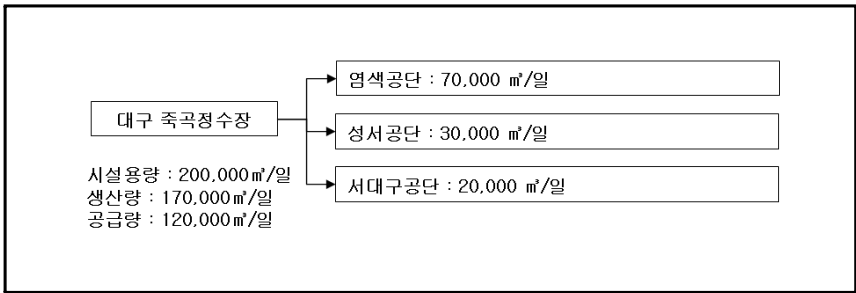 염색공단 : 70,000 ㎥/일
대구 죽곡정수장
성서공단 : 30,000 ㎥/일
서대구공단 : 20,000 ㎥/일
시설용량 : 200,000㎥/일
생산량 : 170,000㎥/일
공급량 : 120,000㎥/일